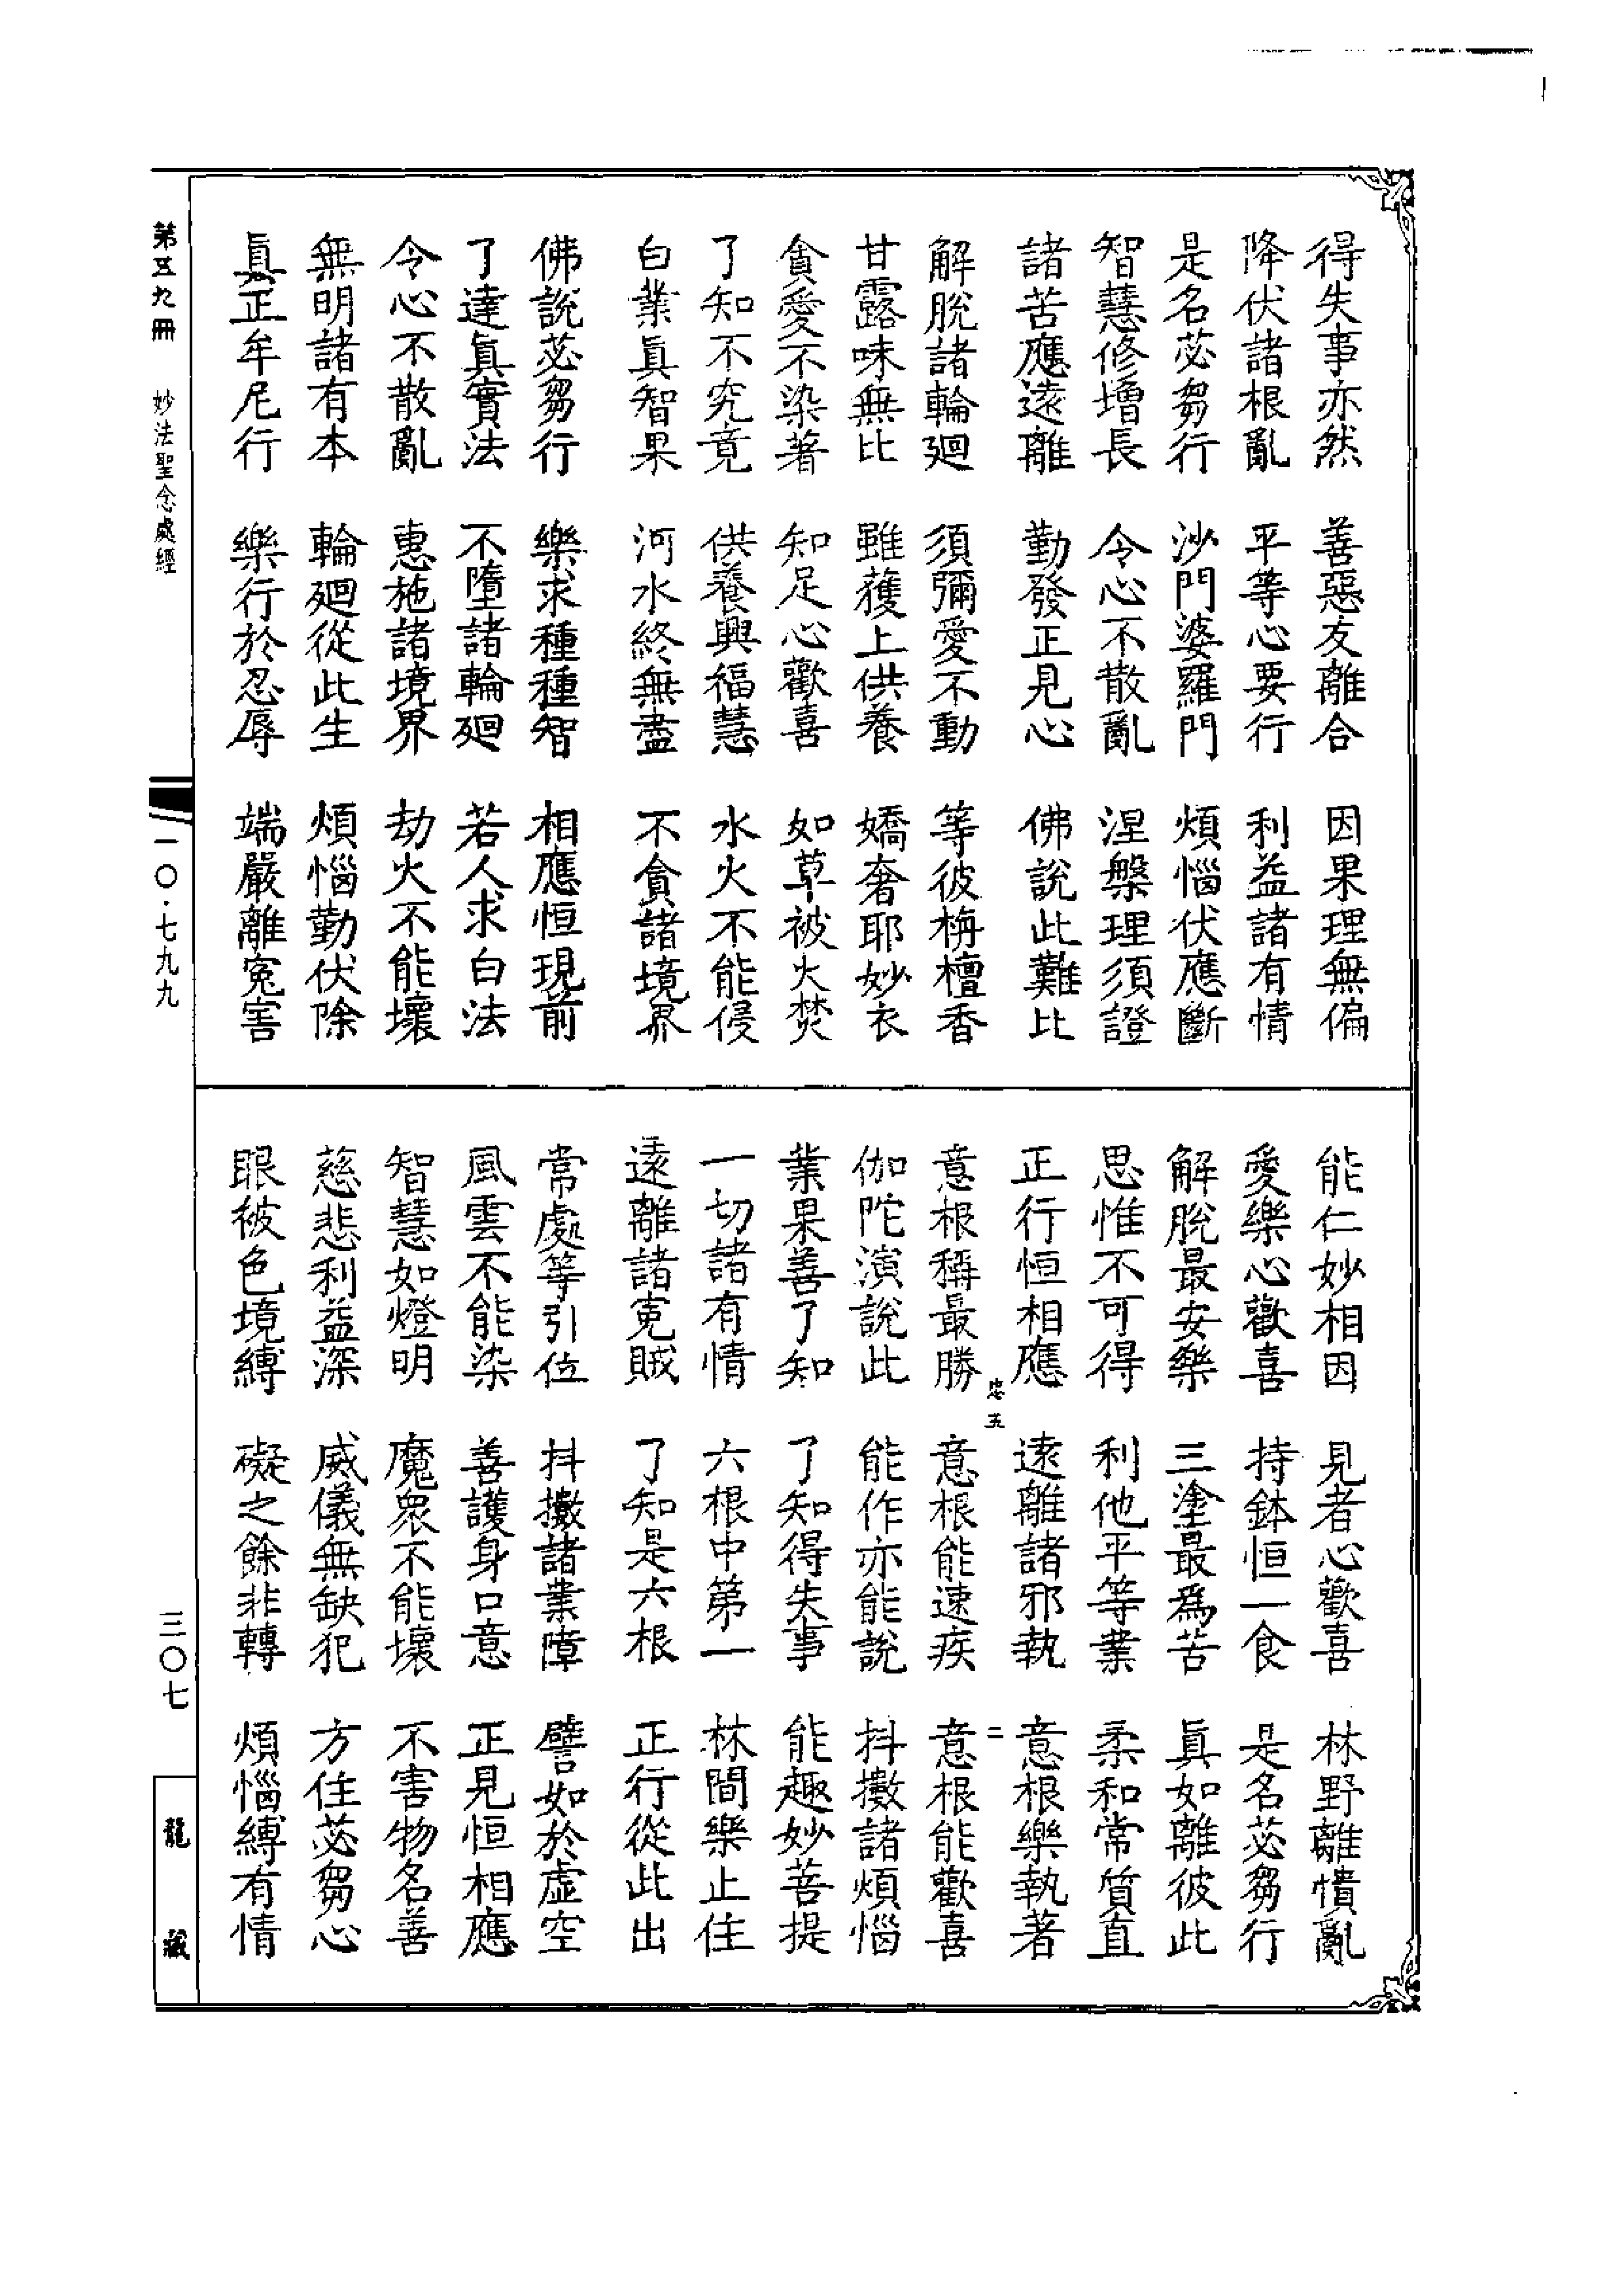 得失事亦然　善惡友離合　因果理無偏
降伏諸根亂　平等心要行　利益諸有情
是名苾芻行　沙門婆羅門　煩惱伏應斷
智慧修增長　令心不散亂　涅槃理須證
諸苦應遠離　勤發正見心　佛說此難比
解脫諸輪迴　須彌愛不動　等彼栴檀香
甘露味無比　雖獲上供養　嬌奢耶妙衣
貪愛不染著　知足心歡喜　如草被火焚
了知不究竟　供養興福慧　水火不能侵
白業眞智果　河水終無盡　不貪諸境界
佛說苾芻行　樂求種種智　相應恒現前
了達眞實法　不墮諸輪迴　若人求白法
令心不散亂　惠施諸境界　劫火不能壞
無明諸有本　輪迴從此生　煩惱勤伏除
眞正牟尼行　樂行於忍辱　端嚴離冤害
能仁妙相因　見者心歡喜　林野離憒亂
愛樂心歡喜　持鉢恒一食　是名苾芻行
解脫最安樂　三塗最爲苦　眞如離彼此
思惟不可得　利他平等業　柔和常質直
正行恒相應　遠離諸邪執　意根樂執著
忠五　二
意根稱最勝　意根能速疾　意根能歡喜
伽陀演說此　能作亦能說　抖擻諸煩惱
業果善了知　了知得失事　能趣妙菩提
一切諸有情　六根中第一　林間樂止住
遠離諸冤賊　了知是六根　正行從此出
常處等引位　抖擻諸業障　譬如於虛空
風雲不能染　善護身口意　正見恒相應
智慧如燈明　魔衆不能壞　不害物名善
慈悲利益深　威儀無缺犯　方住苾芻心
眼彼色境縛　礙之餘非轉　煩惱縛有情
第五九冊　妙法聖念處經　一〇·七九九　三〇七　龍藏